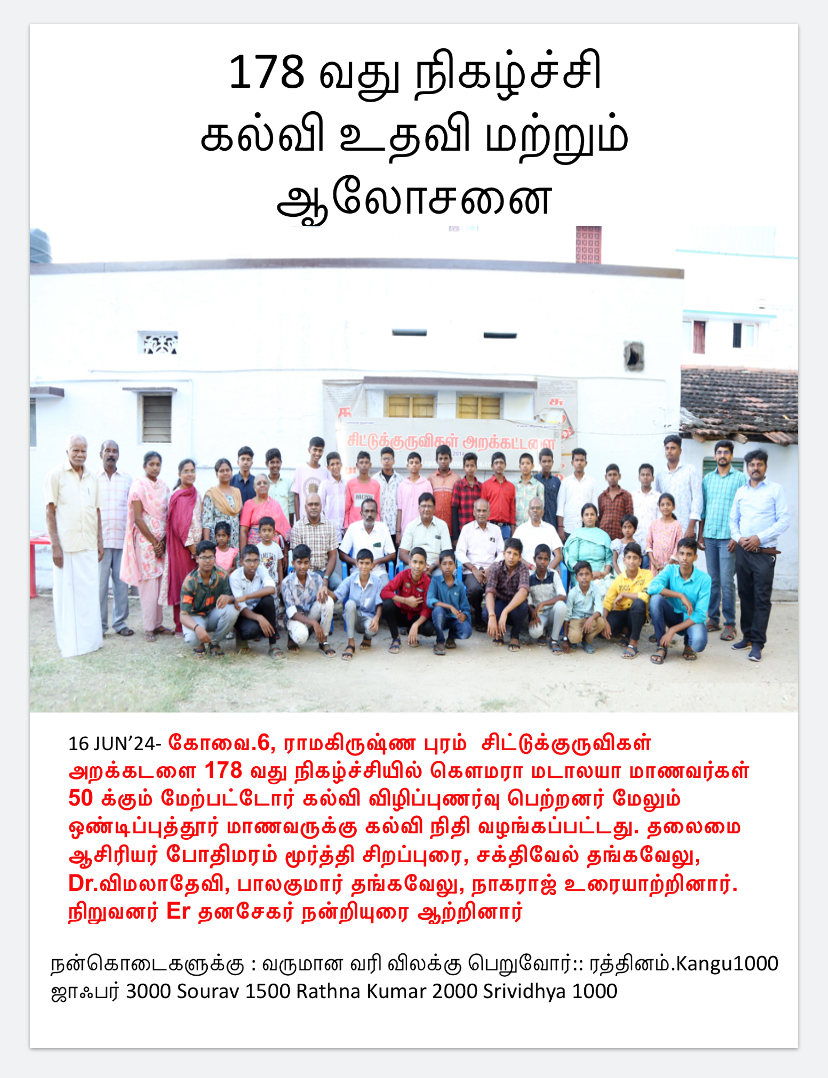 178 வது நிகழ்ச்சி
கல்வி உதவி மற்றும்
ஆலோசனை
சிட்டுக்குருவிகள் அறக்கட்டளை
16 JUN’24- கோவை.6, ராமகிருஷ்ண புரம் சிட்டுக்குருவிகள்
அறக்கடளை 178 வது நிகழ்ச்சியில் கௌமரா மடாலயா மாணவர்கள்
50 க்கும் மேற்பட்டோர் கல்வி விழிப்புணர்வு பெற்றனர் மேலும்
ஒண்டிப்புத்தூர் மாணவருக்கு கல்வி நிதி வழங்கப்பட்டது. தலைமை
ஆசிரியர் போதிமரம் மூர்த்தி சிறப்புரை, சக்திவேல் தங்கவேலு,
Dr.விமலாதேவி, பாலகுமார் தங்கவேலு, நாகராஜ் உரையாற்றினார்.
நிறுவனர் Er தனசேகர் நன்றியுரை ஆற்றினார்
நன்கொடைகளுக்கு : வருமான வரி விலக்கு பெறுவோர்:: ரத்தினம்.Kangu1000
ஜாஃபர் 3000 Sourav 1500 Rathna Kumar 2000 Srividhya 1000